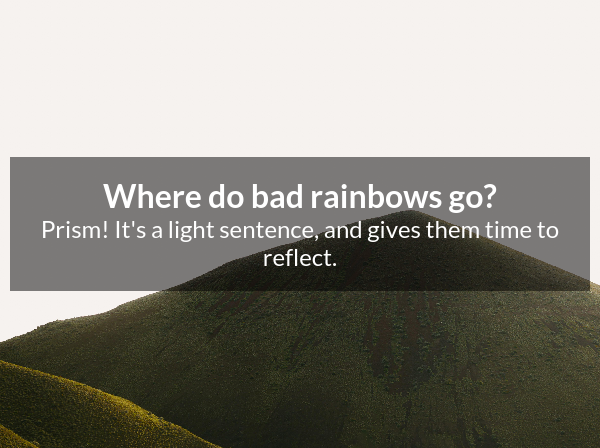 Where do bad rainbows go?
Prism! It's a light sentence, and gives them time to
reflect.